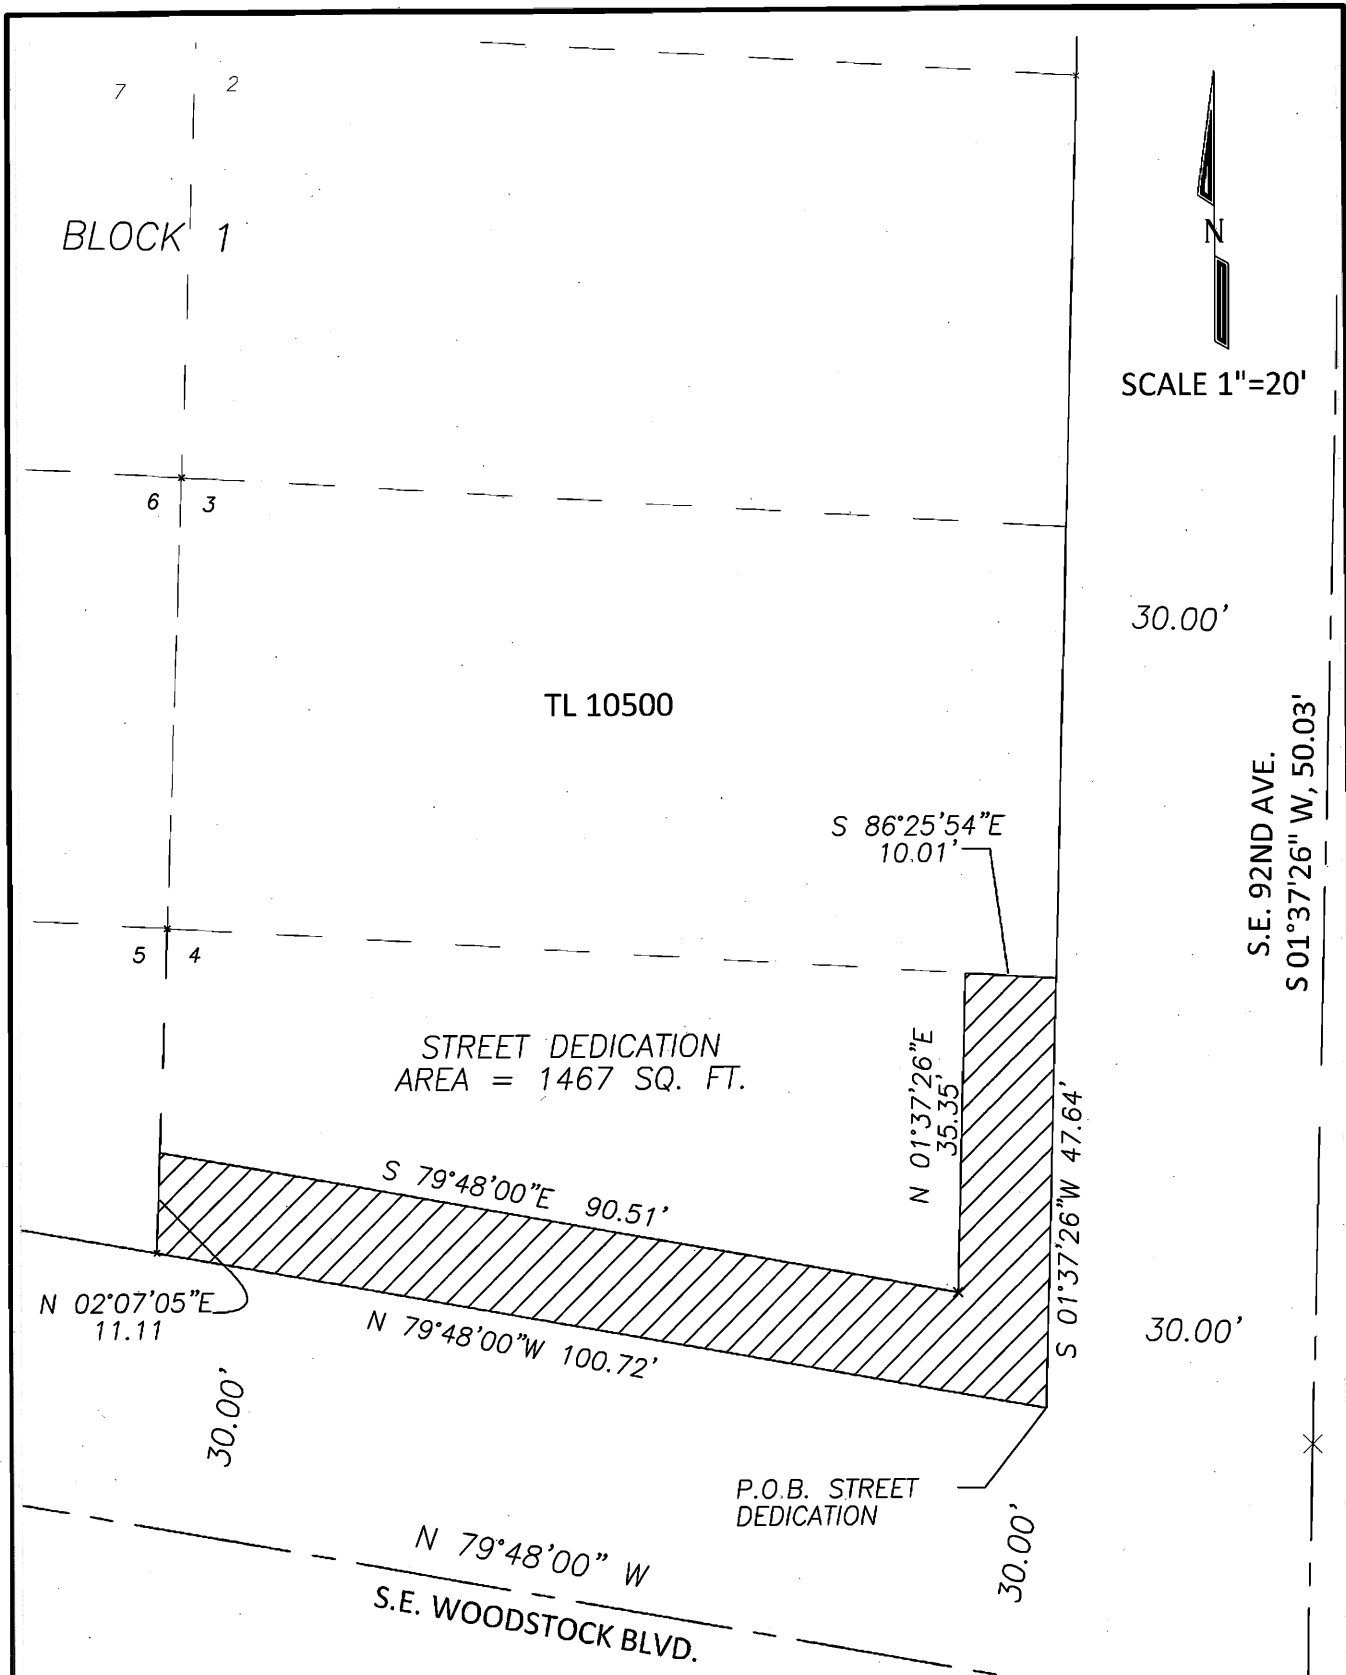 7 2
BLOCK 1
N
SCALE 1"=20'
6 3
30.00'
TL 10500
S.E. 92ND AVE.
S 01°37'26" W, 50.03'
S 86°25'54"E
10.01'
5 4
STREET DEDICATION
AREA = 1467 SQ. FT.
N 01°37'26"E
35.35'
S 01°37'26"W 47.64'
S 79°48'00"E 90.51'
N 02°07'05"E
11.11
N 79°48'00"W 100.72'
30.00'
30.00'
P.O.B. STREET
DEDICATION
30.00'
N 79°48'00" W
S.E. WOODSTOCK BLVD.